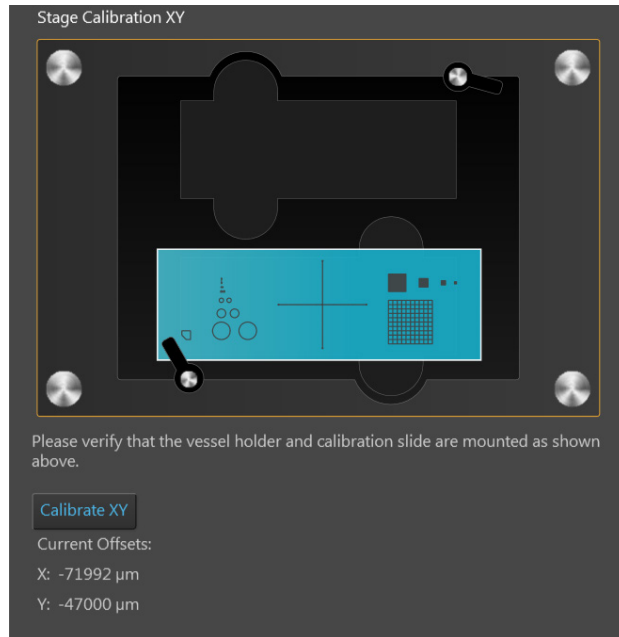 Stage Calibration XY
Please verify that the vessel holder and calibration slide are mounted as shown
above.
Calibrate XY
Current Offsets:
X: -71992 µm
Y: -47000 µm